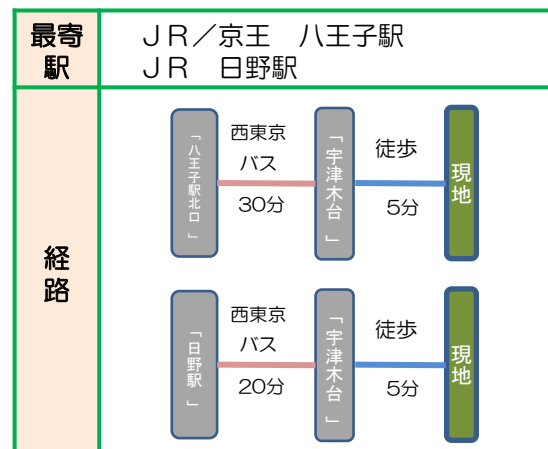 最寄
駅
ＪＲ／京王　八王子駅
ＪＲ　日野駅
経
路
「八王子駅北口」
西東京
バス
30分
「宇津木台」
徒歩
5分
現地
「日野駅」
西東京
バス
20分
「宇津木台」
徒歩
5分
現地